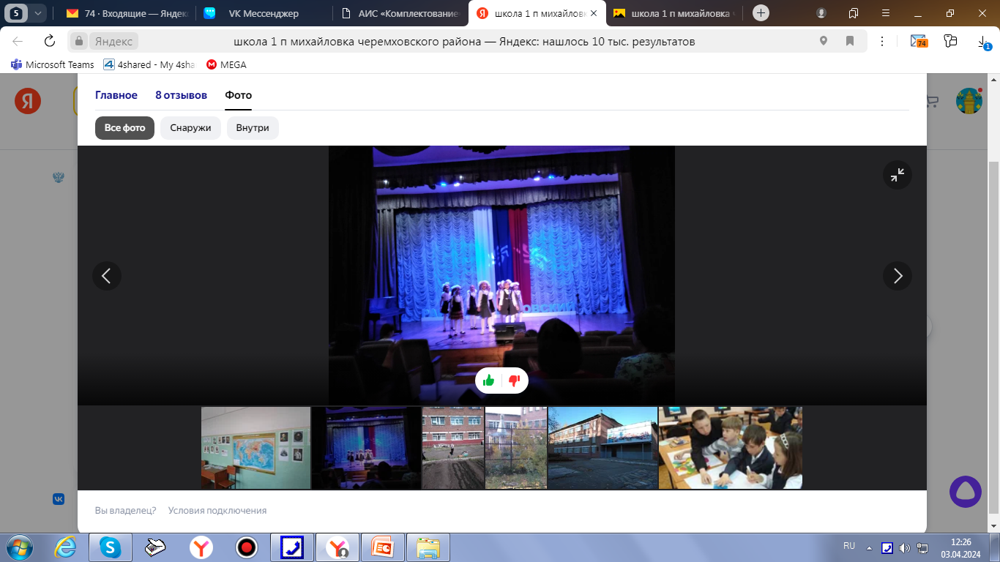 5
74 · Входящие — Яндекс
VK Мессенджер
АИС «Комплектование»
школа 1 п михайловка
школа 1 п михайловка ч
Яндекс
школа 1 п михайловка черемховского района — Яндекс: нашлось 10 тыс. результатов
74
1
Microsoft Teams
4shared - My 4sha
MEGA
Я
Главное
8 отзывов
Фото
Все фото
Снаружи
Внутри
ОВСКИЙ
Вы владелец?
Условия подключения
RU
12:26
03.04.2024